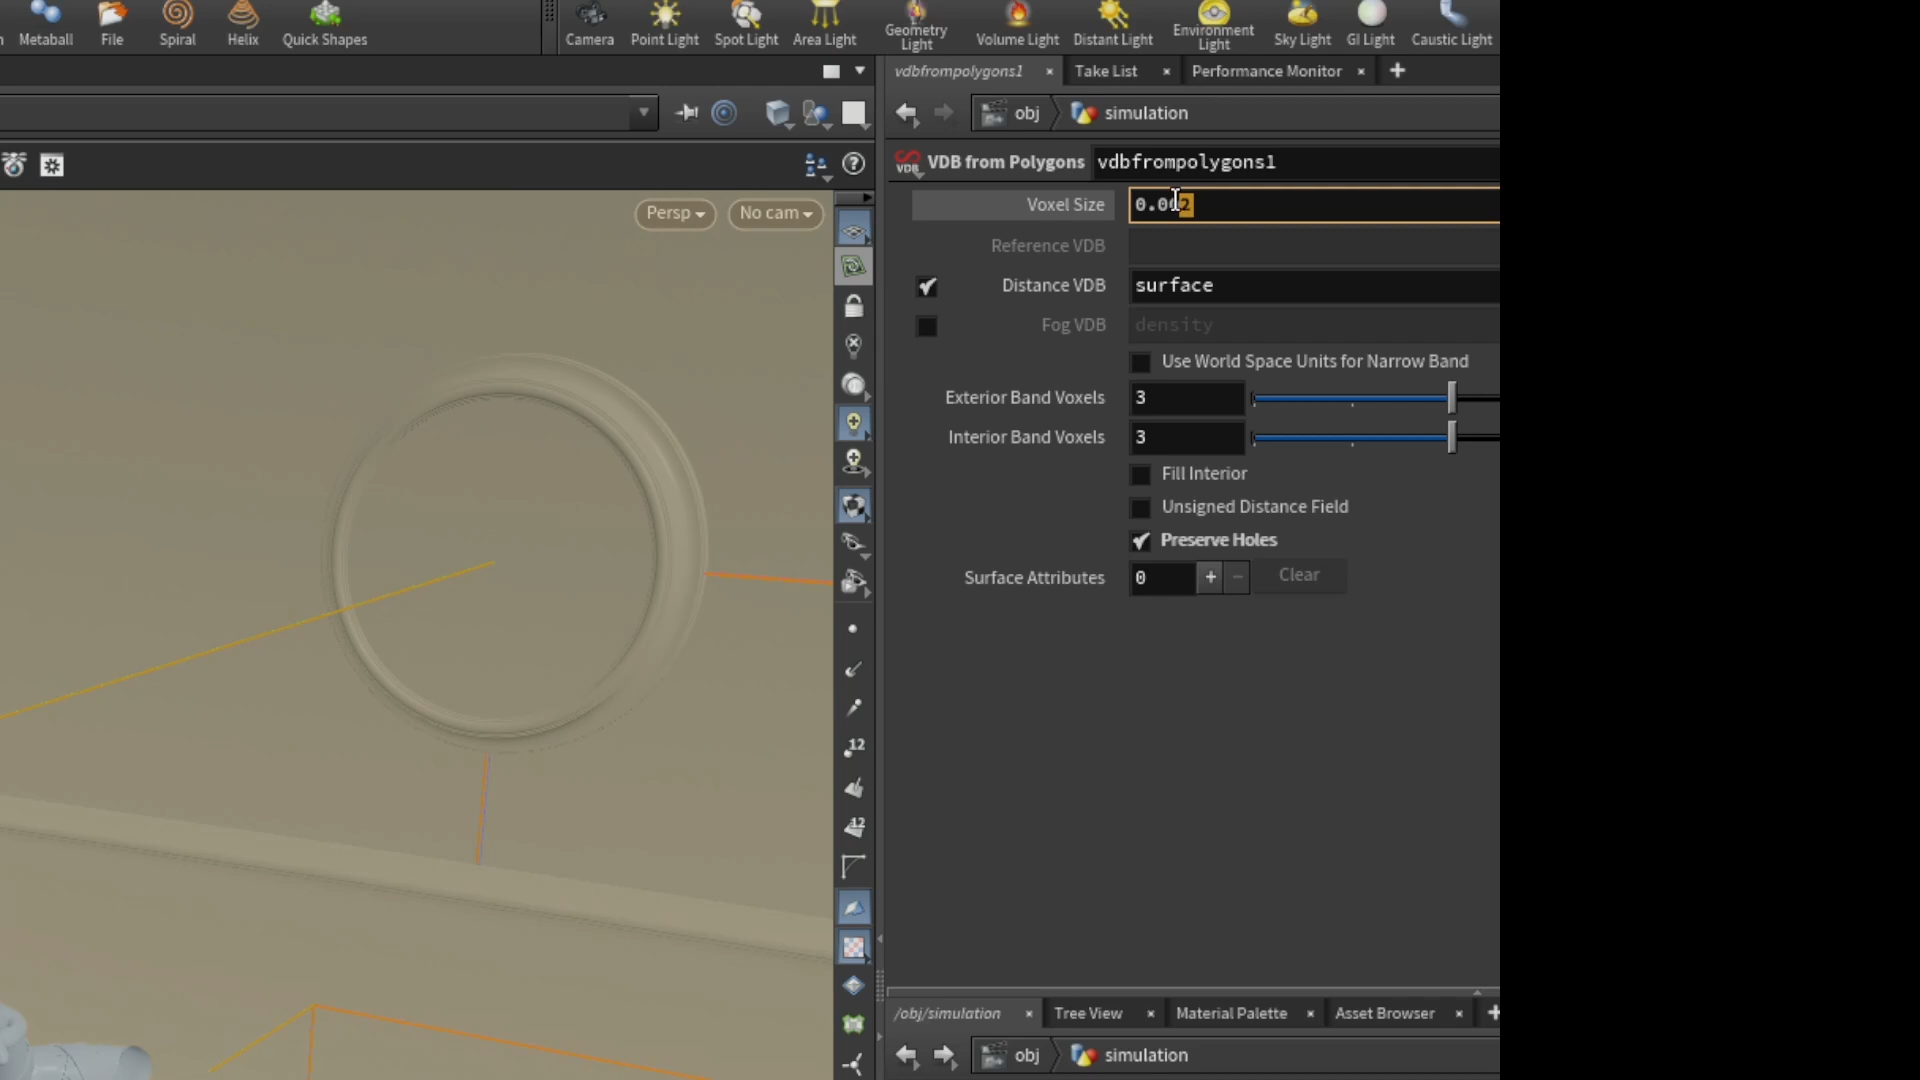 Metaball File Spiral Helix Quick Shapes Camera Point Light Spot Light Area Light Geometry Light Volume Light Distant Light Environment Light Sky Light GI Light Caustic Light
vdbfrompolygons1 × Take List × Performance Monitor × +
obj simulation
VDB VDB from Polygons vdbfrompolygons1
Persp No cam
Voxel Size
Reference VDB
Distance VDB surface
Fog VDB density
Use World Space Units for Narrow Band
Exterior Band Voxels 3
Interior Band Voxels 3
Fill Interior
Unsigned Distance Field
Preserve Holes
Surface Attributes 0 + − Clear
12
12
/obj/simulation × Tree View × Material Palette × Asset Browser × +
obj simulation